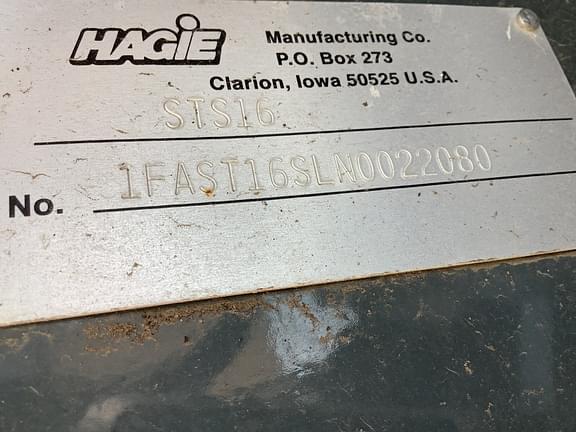 HAGIE Manufacturing Co.
P.O. Box 273
Clarion, Iowa 50525 U.S.A.
STS16
No. 1FAST16SLN0022080